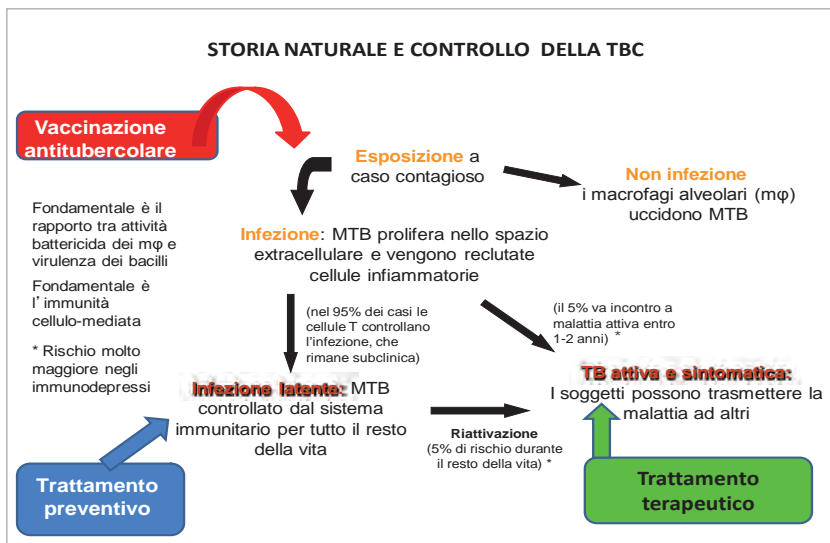 STORIA NATURALE E CONTROLLO DELLA TBC
Vaccinazione
antitubercolare
Esposizione a
caso contagioso
Non infezione
i macrofagi alveolari (mφ)
uccidono MTB
Fondamentale è il
rapporto tra attività
battericida dei mφ e
virulenza dei bacilli
Fondamentale è
l'immunità
cellulo-mediata
* Rischio molto
maggiore negli
immunodepressi
Infezione: MTB prolifera nello spazio
extracellulare e vengono reclutate
cellule infiammatorie
(nel 95% dei casi le
cellule T controllano
l'infezione, che
rimane subclinica)
(il 5% va incontro a
malattia attiva entro
1-2 anni) *
Infezione latente: MTB
controllato dal sistema
immunitario per tutto il resto
della vita
TB attiva e sintomatica:
I soggetti possono trasmettere la
malattia ad altri
Riattivazione
(5% di rischio durante
il resto della vita) *
Trattamento
preventivo
Trattamento
terapeutico